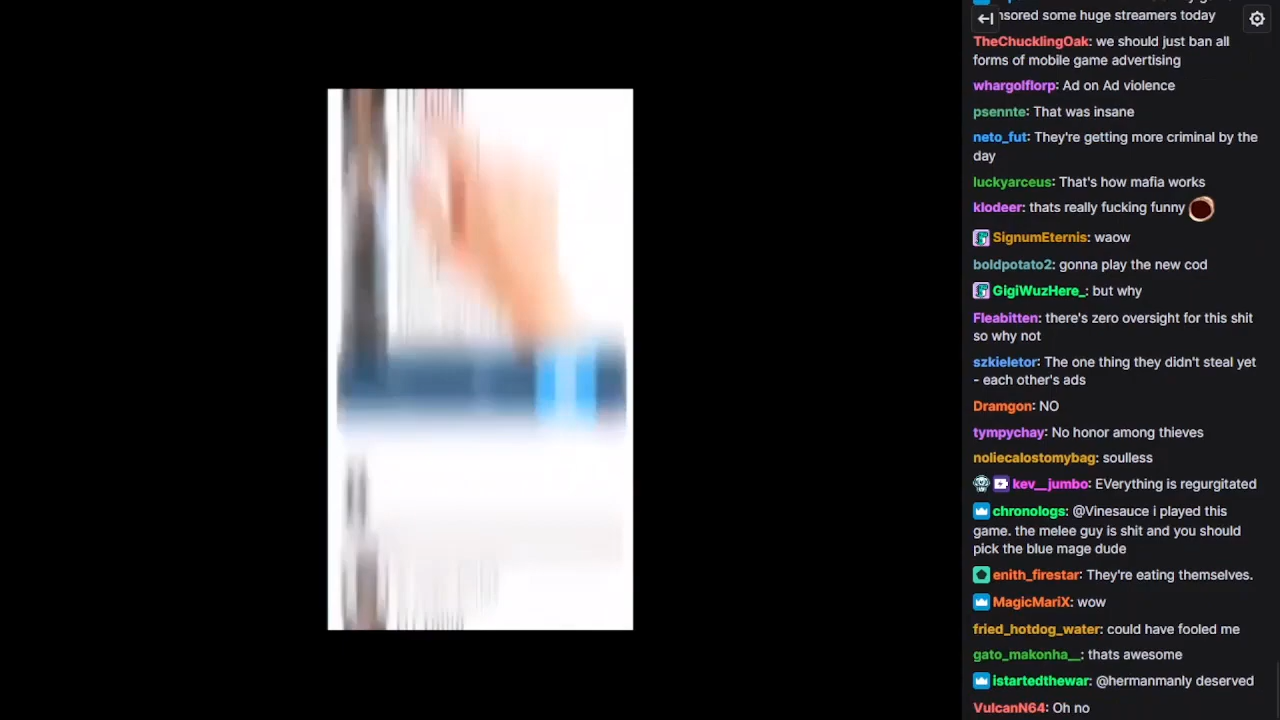 nsored some huge streamers today
TheChucklingOak: we should just ban all
forms of mobile game advertising
whargolflorp: Ad on Ad violence
psennte: That was insane
neto_fut: They're getting more criminal by the
day
luckyarceus: That's how mafia works
klodeer: thats really fucking funny
SignumEternis: waow
boldpotato2: gonna play the new cod
GigiWuzHere_: but why
Fleabitten: there's zero oversight for this shit
so why not
szkieletor: The one thing they didn't steal yet
- each other's ads
Dramgon: NO
tympychay: No honor among thieves
noliecalostomybag: soulless
kev__jumbo: EVerything is regurgitated
chronologs: @Vinesauce i played this
game. the melee guy is shit and you should
pick the blue mage dude
enith_firestar: They're eating themselves.
MagicMariX: wow
fried_hotdog_water: could have fooled me
gato_makonha__: thats awesome
istartedthewar: @hermanmanly deserved
VulcanN64: Oh no